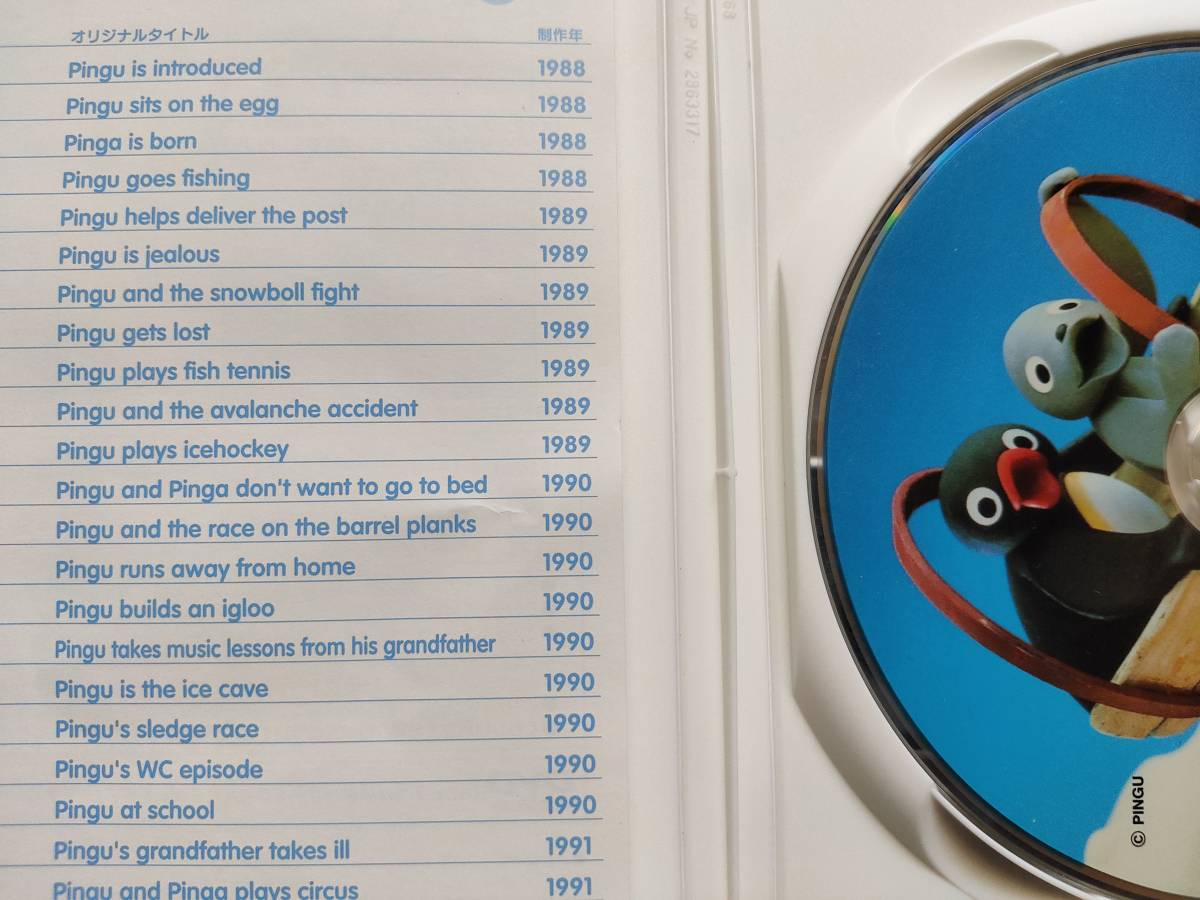 オリジナルタイトル 制作年
Pingu is introduced 1988
Pingu sits on the egg 1988
Pinga is born 1988
Pingu goes fishing 1988
Pingu helps deliver the post 1989
Pingu is jealous 1989
Pingu and the snowboll fight 1989
Pingu gets lost 1989
Pingu plays fish tennis 1989
Pingu and the avalanche accident 1989
Pingu plays icehockey 1989
Pingu and Pinga don't want to go to bed 1990
Pingu and the race on the barrel planks 1990
Pingu runs away from home 1990
Pingu builds an igloo 1990
Pingu takes music lessons from his grandfather 1990
Pingu is the ice cave 1990
Pingu's sledge race 1990
Pingu's WC episode 1990
Pingu at school 1990
Pingu's grandfather takes ill 1991
Pingu and Pinga plays circus 1991
JP No 2963317
© PINGU